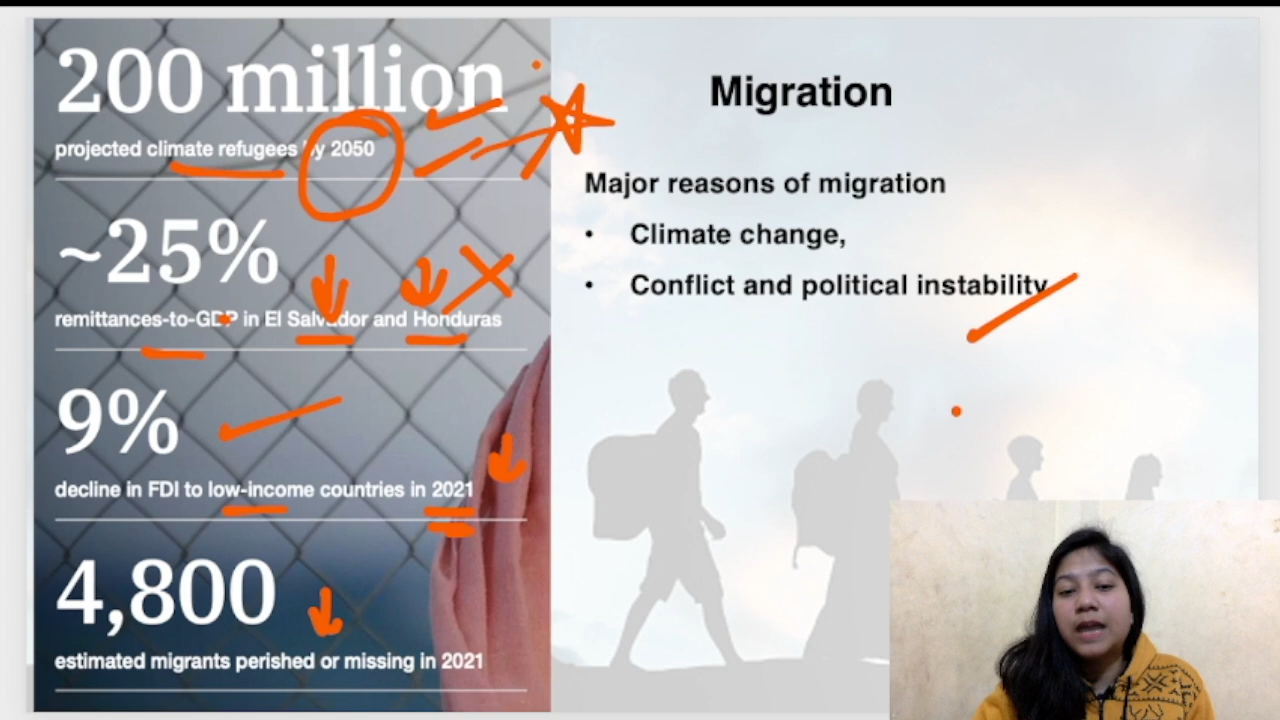 200 million
projected climate refugees by 2050
~25%
remittances-to-GDP in El Salvador and Honduras
9%
decline in FDI to low-income countries in 2021
4,800
estimated migrants perished or missing in 2021
Migration
Major reasons of migration
• Climate change,
• Conflict and political instability